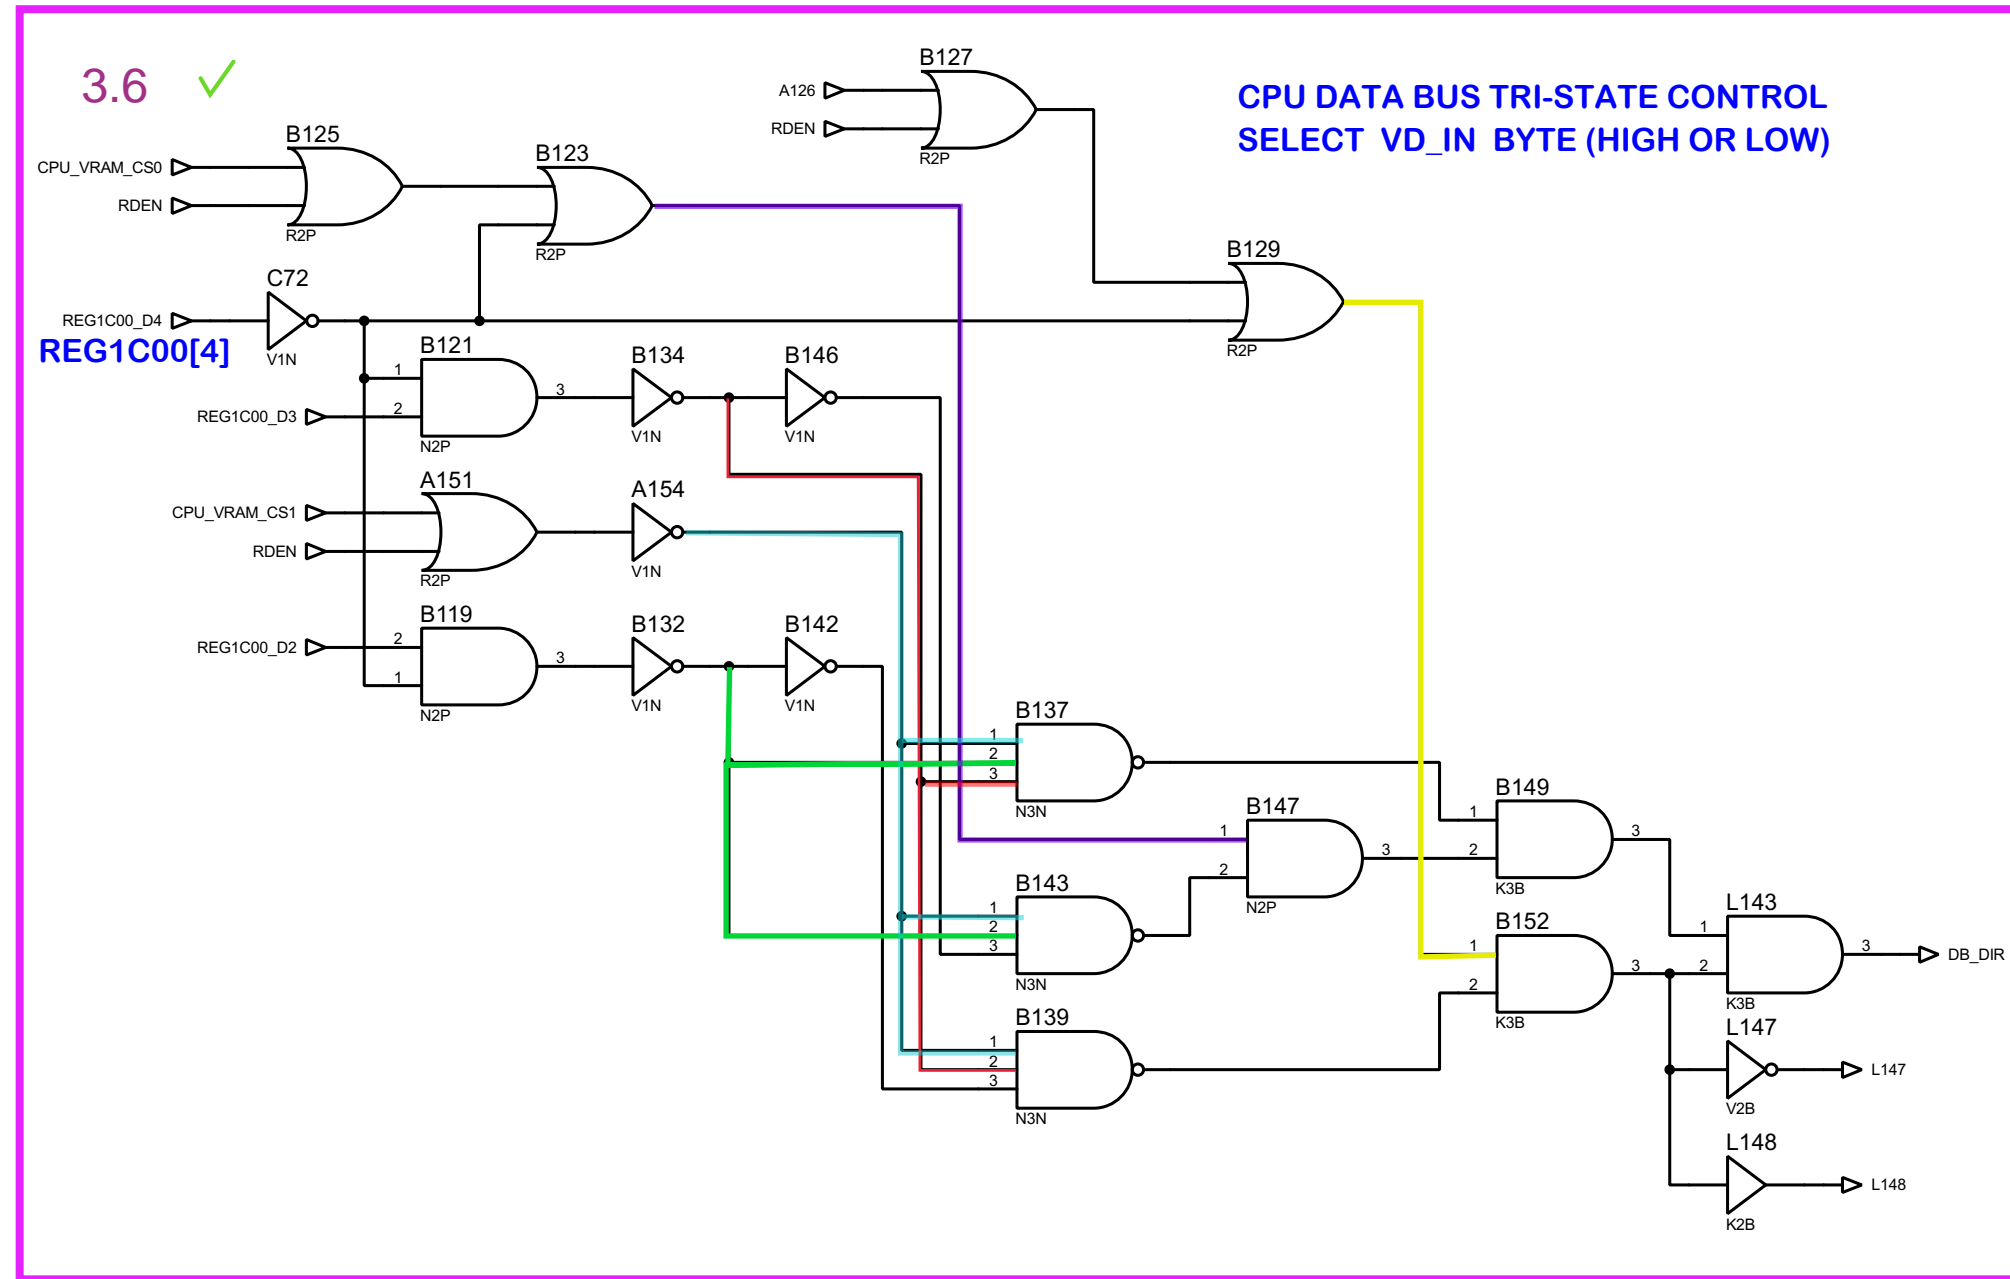 3.6
CPU DATA BUS TRI-STATE CONTROL
SELECT VD_IN BYTE (HIGH OR LOW)
B127
A126
RDEN
R2P
B125
CPU_VRAM_CS0
RDEN
R2P
B123
R2P
B129
R2P
C72
REG1C00_D4
REG1C00[4]
V1N
B121
1
2
3
REG1C00_D3
N2P
B134
V1N
B146
V1N
A151
CPU_VRAM_CS1
RDEN
R2P
A154
V1N
B119
REG1C00_D2
2
1
3
N2P
B132
V1N
B142
V1N
B137
1
2
3
N3N
B147
1
2
3
N2P
B149
1
2
3
K3B
B143
1
2
3
N3N
B152
1
2
3
K3B
L143
1
2
3
DB_DIR
K3B
B139
1
2
3
N3N
L147
L147
V2B
L148
L148
K2B